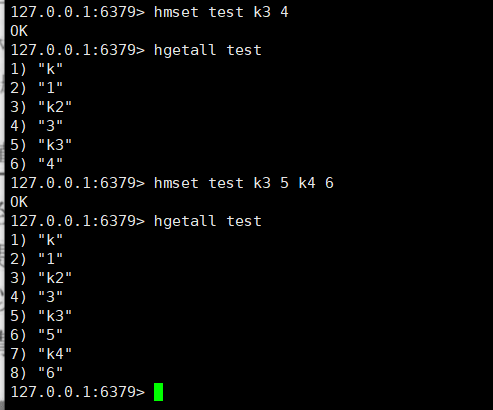 127.0.0.1:6379> hmset test k3 4
OK
127.0.0.1:6379> hgetall test
1) "k"
2) "1"
3) "k2"
4) "3"
5) "k3"
6) "4"
127.0.0.1:6379> hmset test k3 5 k4 6
OK
127.0.0.1:6379> hgetall test
1) "k"
2) "1"
3) "k2"
4) "3"
5) "k3"
6) "5"
7) "k4"
8) "6"
127.0.0.1:6379>